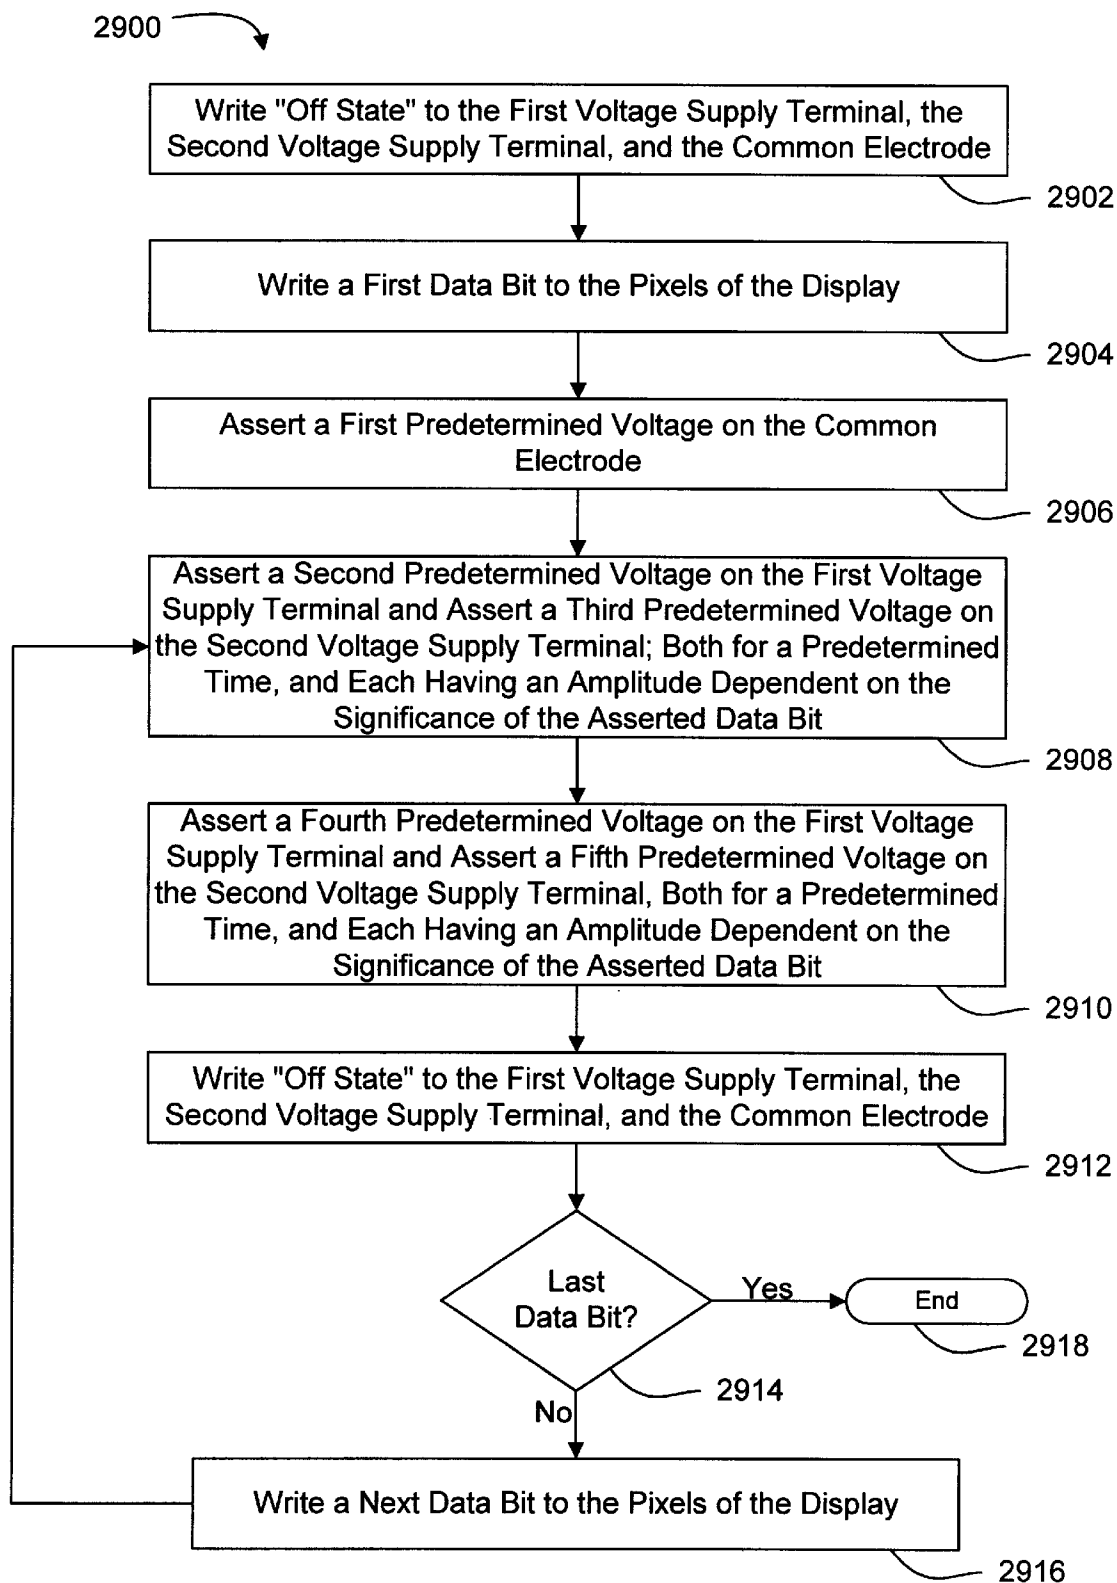 2900
Write "Off State" to the First Voltage Supply Terminal, the
Second Voltage Supply Terminal, and the Common Electrode
2902
Write a First Data Bit to the Pixels of the Display
2904
Assert a First Predetermined Voltage on the Common
Electrode
2906
Assert a Second Predetermined Voltage on the First Voltage
Supply Terminal and Assert a Third Predetermined Voltage on
the Second Voltage Supply Terminal; Both for a Predetermined
Time, and Each Having an Amplitude Dependent on the
Significance of the Asserted Data Bit
2908
Assert a Fourth Predetermined Voltage on the First Voltage
Supply Terminal and Assert a Fifth Predetermined Voltage on
the Second Voltage Supply Terminal, Both for a Predetermined
Time, and Each Having an Amplitude Dependent on the
Significance of the Asserted Data Bit
2910
Write "Off State" to the First Voltage Supply Terminal, the
Second Voltage Supply Terminal, and the Common Electrode
2912
Last
Data Bit?
Yes
End
2918
2914
No
Write a Next Data Bit to the Pixels of the Display
2916